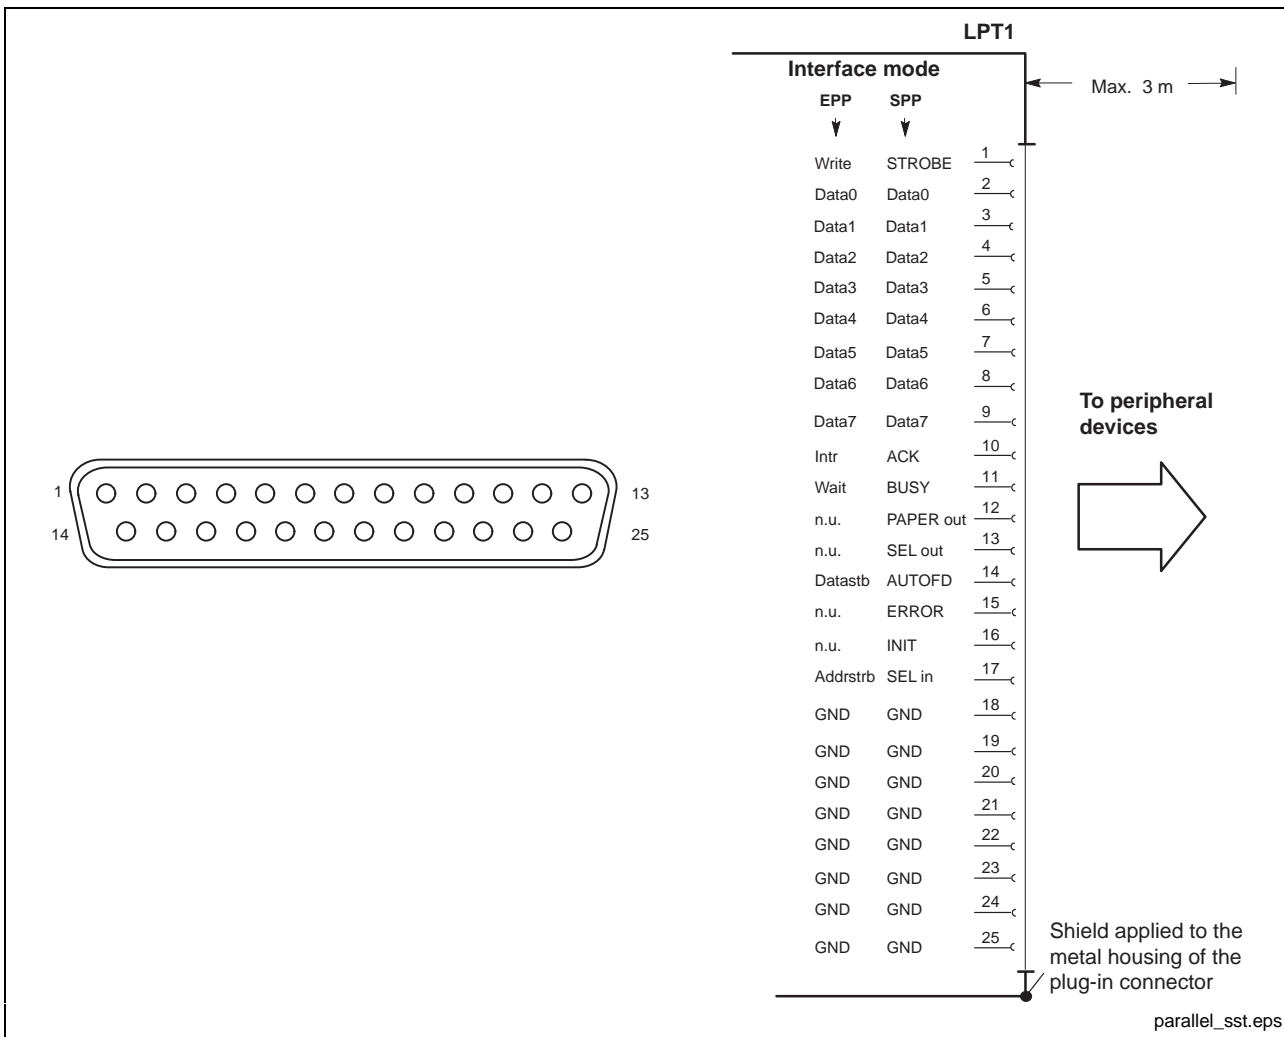 LPT1
Interface mode
Max. 3 m
EPP SPP
Write STROBE 1
Data0 Data0 2
Data1 Data1 3
Data2 Data2 4
Data3 Data3 5
Data4 Data4 6
Data5 Data5 7
Data6 Data6 8
Data7 Data7 9
To peripheral
devices
Intr ACK 10
Wait BUSY 11
n.u. PAPER out 12
n.u. SEL out 13
Datastb AUTOFD 14
n.u. ERROR 15
n.u. INIT 16
Addrstrb SEL in 17
GND GND 18
GND GND 19
GND GND 20
GND GND 21
GND GND 22
GND GND 23
GND GND 24
GND GND 25
1 13
14 25
Shield applied to the
metal housing of the
plug-in connector
parallel_sst.eps